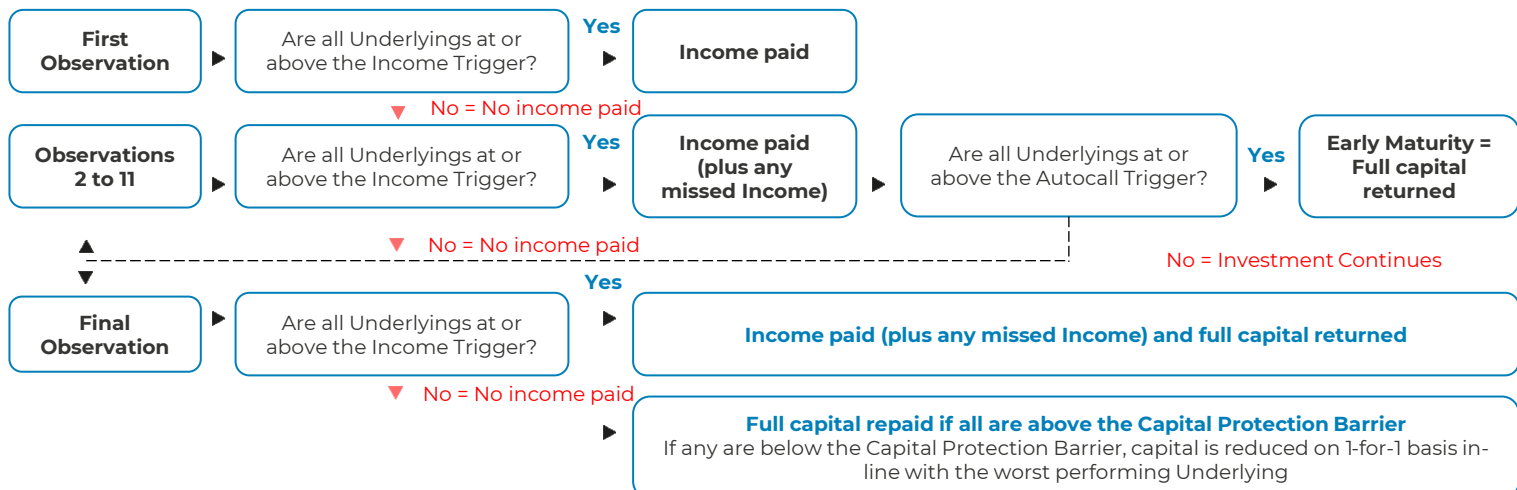 First
Observation
Are all Underlyings at or
above the Income Trigger?
Yes
Income paid
No = No income paid
Observations
2 to 11
Are all Underlyings at or
above the Income Trigger?
Yes
Income paid
(plus any
missed Income)
Are all Underlyings at or
above the Autocall Trigger?
Yes
Early Maturity =
Full capital
returned
No = No income paid
No = Investment Continues
Final
Observation
Are all Underlyings at or
above the Income Trigger?
Yes
Income paid (plus any missed Income) and full capital returned
No = No income paid
Full capital repaid if all are above the Capital Protection Barrier
If any are below the Capital Protection Barrier, capital is reduced on 1-for-1 basis in-
line with the worst performing Underlying